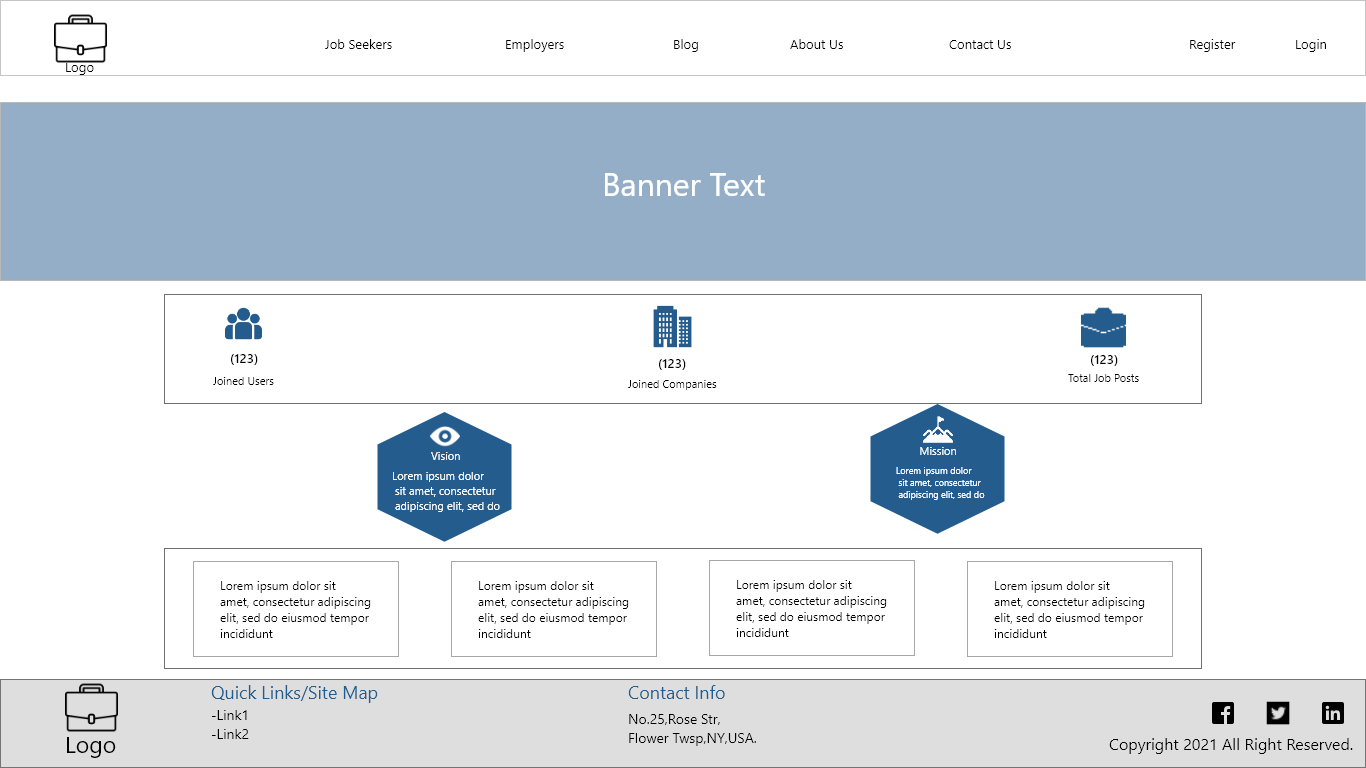 Logo
Job Seekers
Employers
Blog
About Us
Contact Us
Register
Login
Banner Text
(123)
Joined Users
(123)
Joined Companies
(123)
Total Job Posts
Vision
Lorem ipsum dolor
sit amet, consectetur
adipiscing elit, sed do
Mission
Lorem ipsum dolor
sit amet, consectetur
adipiscing elit, sed do
Lorem ipsum dolor sit
amet, consectetur adipiscing
elit, sed do eiusmod tempor
incididunt
Lorem ipsum dolor sit
amet, consectetur adipiscing
elit, sed do eiusmod tempor
incididunt
Lorem ipsum dolor sit
amet, consectetur adipiscing
elit, sed do eiusmod tempor
incididunt
Lorem ipsum dolor sit
amet, consectetur adipiscing
elit, sed do eiusmod tempor
incididunt
Logo
Quick Links/Site Map
-Link1
-Link2
Contact Info
No.25,Rose Str,
Flower Twsp,NY,USA.
Copyright 2021 All Right Reserved.